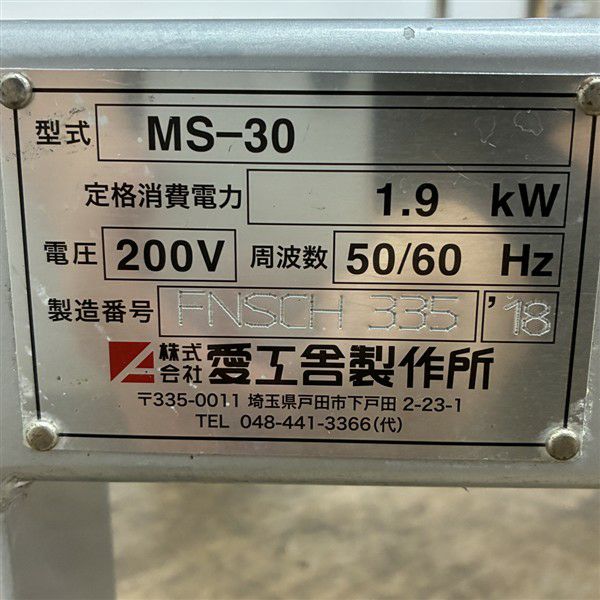 型式 MS-30
定格消費電力 1.9 kW
電圧 200V 周波数 50/60 Hz
製造番号 FNSCH 335 '18
株式会社 愛工舎製作所
〒335-0011 埼玉県戸田市下戸田 2-23-1
TEL 048-441-3366(代)